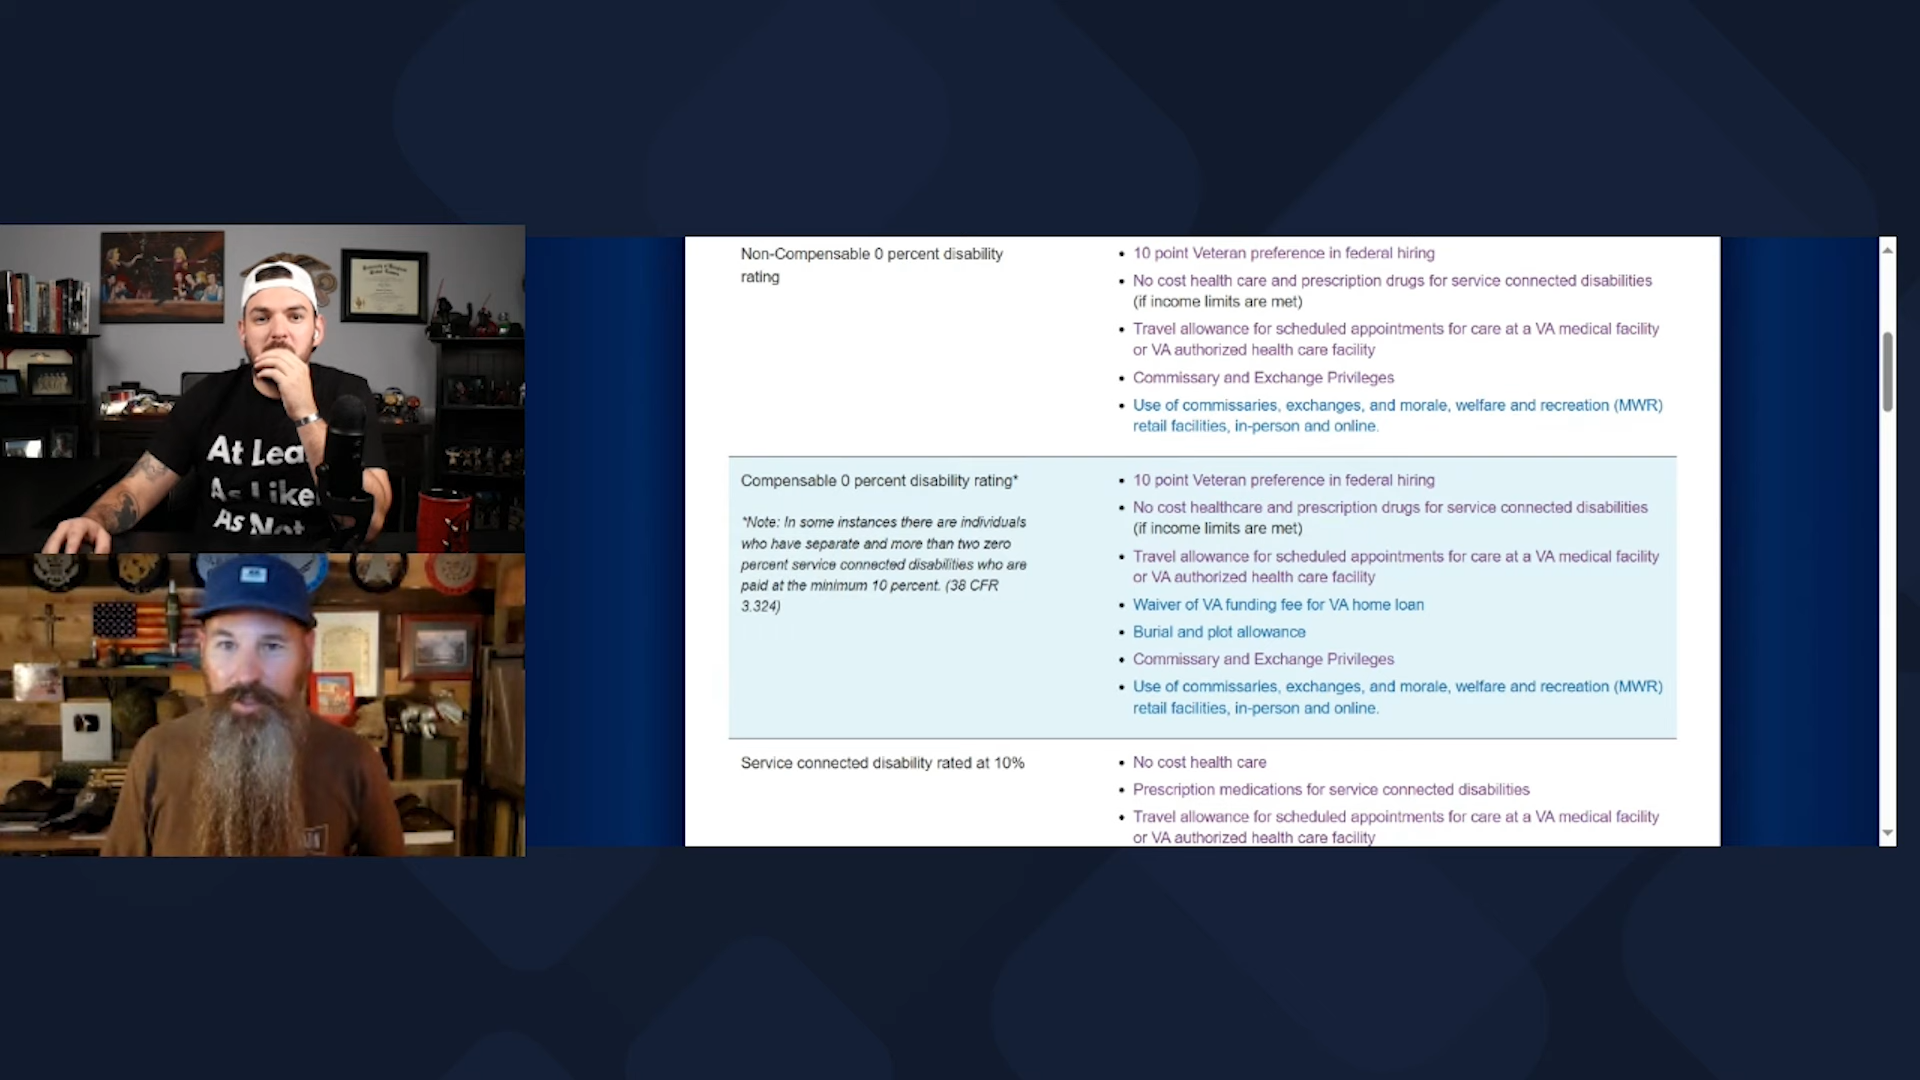 At Lea
As Like
As Not
Non-Compensable 0 percent disability
rating
• 10 point Veteran preference in federal hiring
• No cost health care and prescription drugs for service connected disabilities
(if income limits are met)
• Travel allowance for scheduled appointments for care at a VA medical facility
or VA authorized health care facility
• Commissary and Exchange Privileges
• Use of commissaries, exchanges, and morale, welfare and recreation (MWR)
retail facilities, in-person and online.
Compensable 0 percent disability rating*
*Note: In some instances there are individuals
who have separate and more than two zero
percent service connected disabilities who are
paid at the minimum 10 percent. (38 CFR
3.324)
• 10 point Veteran preference in federal hiring
• No cost healthcare and prescription drugs for service connected disabilities
(if income limits are met)
• Travel allowance for scheduled appointments for care at a VA medical facility
or VA authorized health care facility
• Waiver of VA funding fee for VA home loan
• Burial and plot allowance
• Commissary and Exchange Privileges
• Use of commissaries, exchanges, and morale, welfare and recreation (MWR)
retail facilities, in-person and online.
Service connected disability rated at 10%
• No cost health care
• Prescription medications for service connected disabilities
• Travel allowance for scheduled appointments for care at a VA medical facility
or VA authorized health care facility